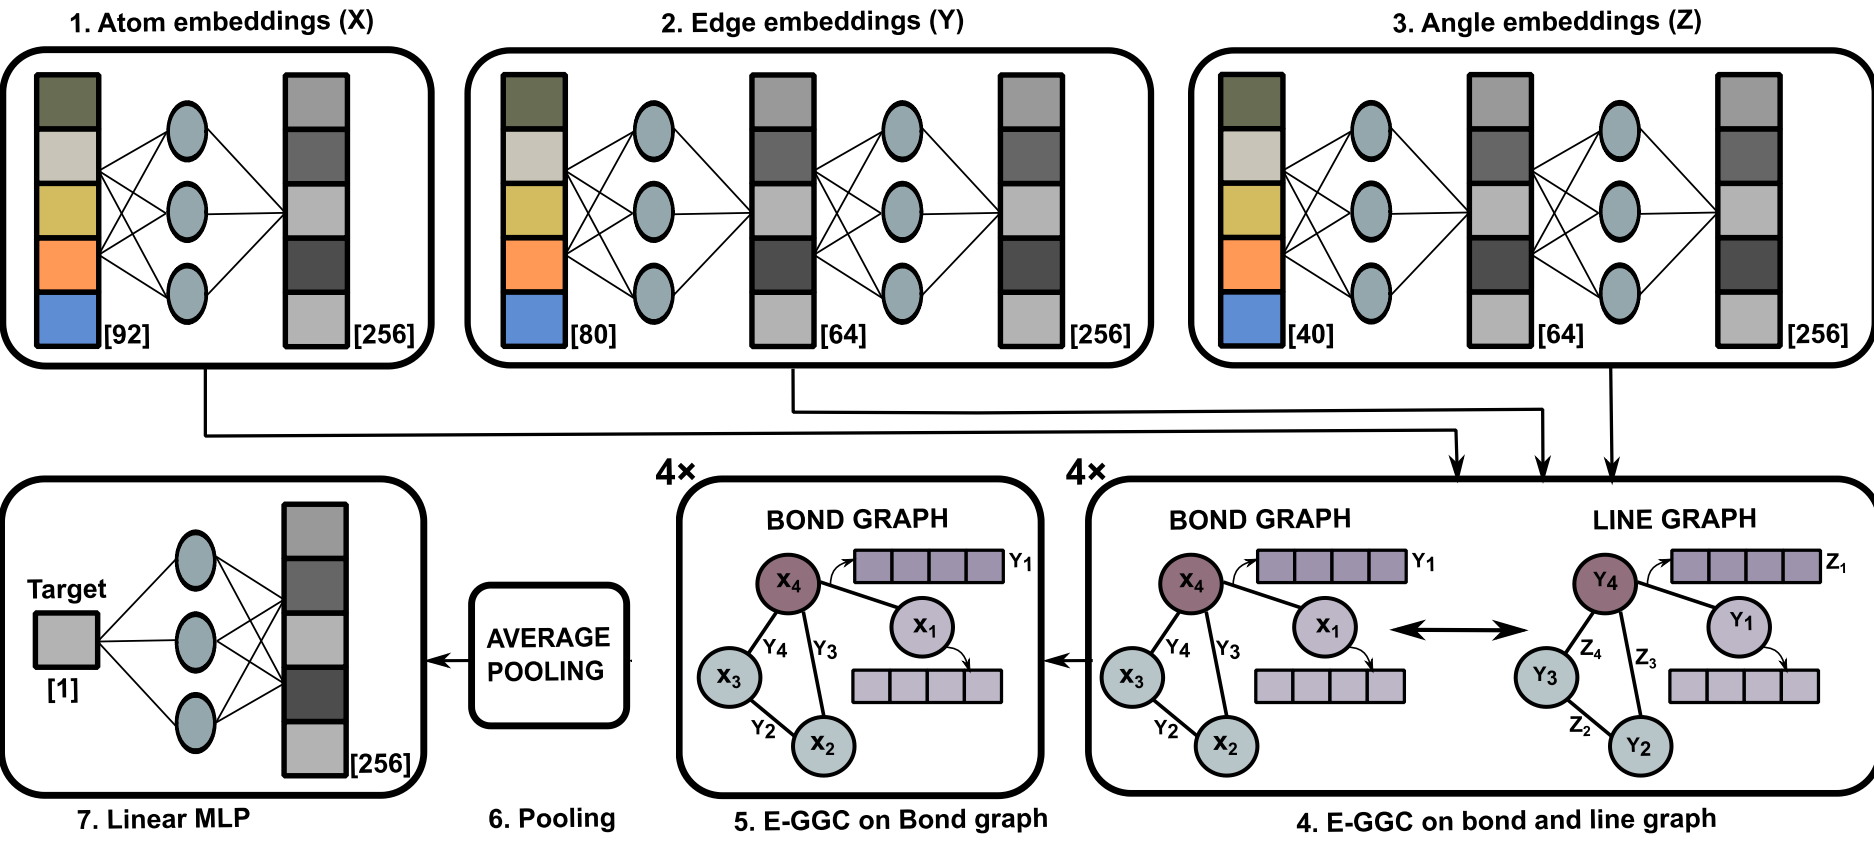 1. Atom embeddings (X)
2. Edge embeddings (Y)
3. Angle embeddings (Z)
[92]
[256]
[80]
[64]
[256]
[40]
[64]
[256]
Target
[1]
[256]
7. Linear MLP
AVERAGE
POOLING
6. Pooling
4×
BOND GRAPH
Y1
X4
X1
Y4
Y3
X3
Y2
X2
5. E-GGC on Bond graph
4×
BOND GRAPH
Y1
X4
X1
Y4
Y3
X3
Y2
X2
LINE GRAPH
Z1
Y4
Y1
Z4
Z3
Y3
Z2
Y2
4. E-GGC on bond and line graph